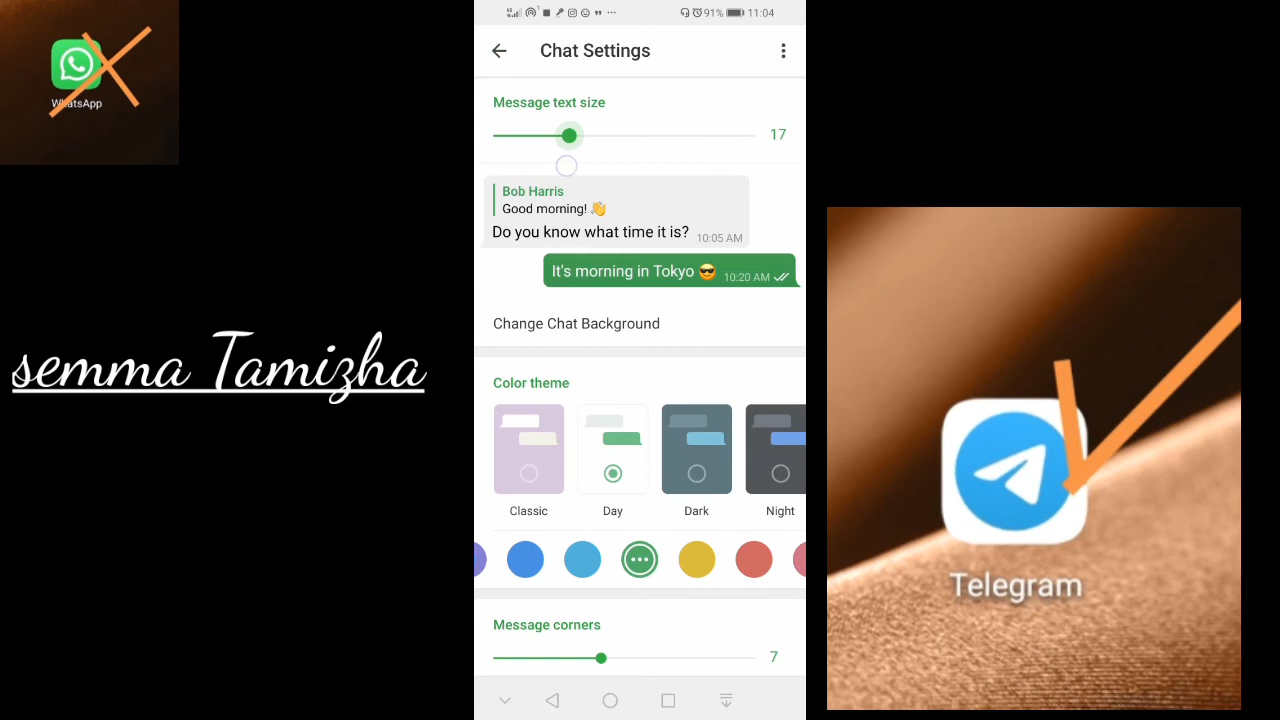 WhatsApp
semma Tamizha
91% 11:04
Chat Settings
Message text size
17
Bob Harris
Good morning! 👋
Do you know what time it is? 10:05 AM
It's morning in Tokyo 😎 10:20 AM
Change Chat Background
Color theme
Classic Day Dark Night
Message corners
7
Telegram